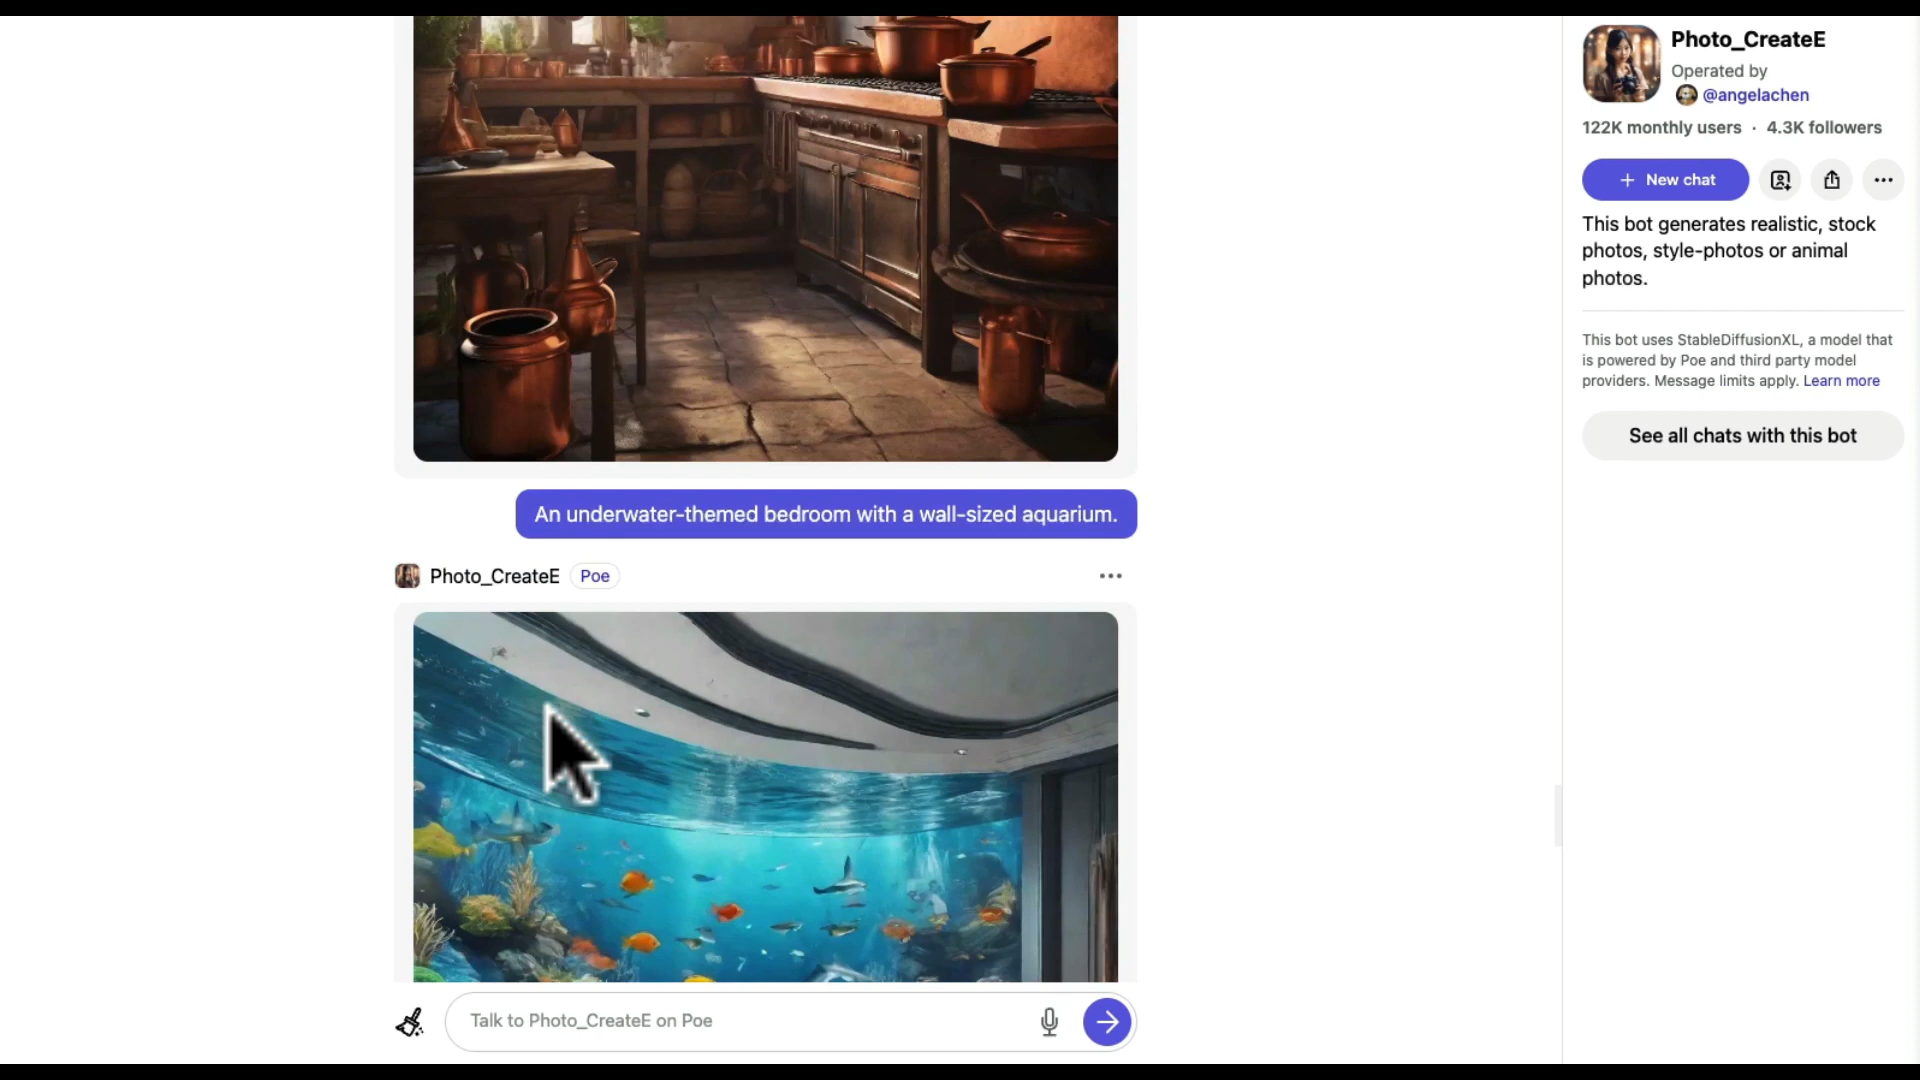 Photo_CreateE
Operated by
@angelachen
122K monthly users · 4.3K followers
New chat
This bot generates realistic, stock
photos, style-photos or animal
photos.
This bot uses StableDiffusionXL, a model that
is powered by Poe and third party model
providers. Message limits apply. Learn more
See all chats with this bot
An underwater-themed bedroom with a wall-sized aquarium.
Photo_CreateE Poe
Talk to Photo_CreateE on Poe